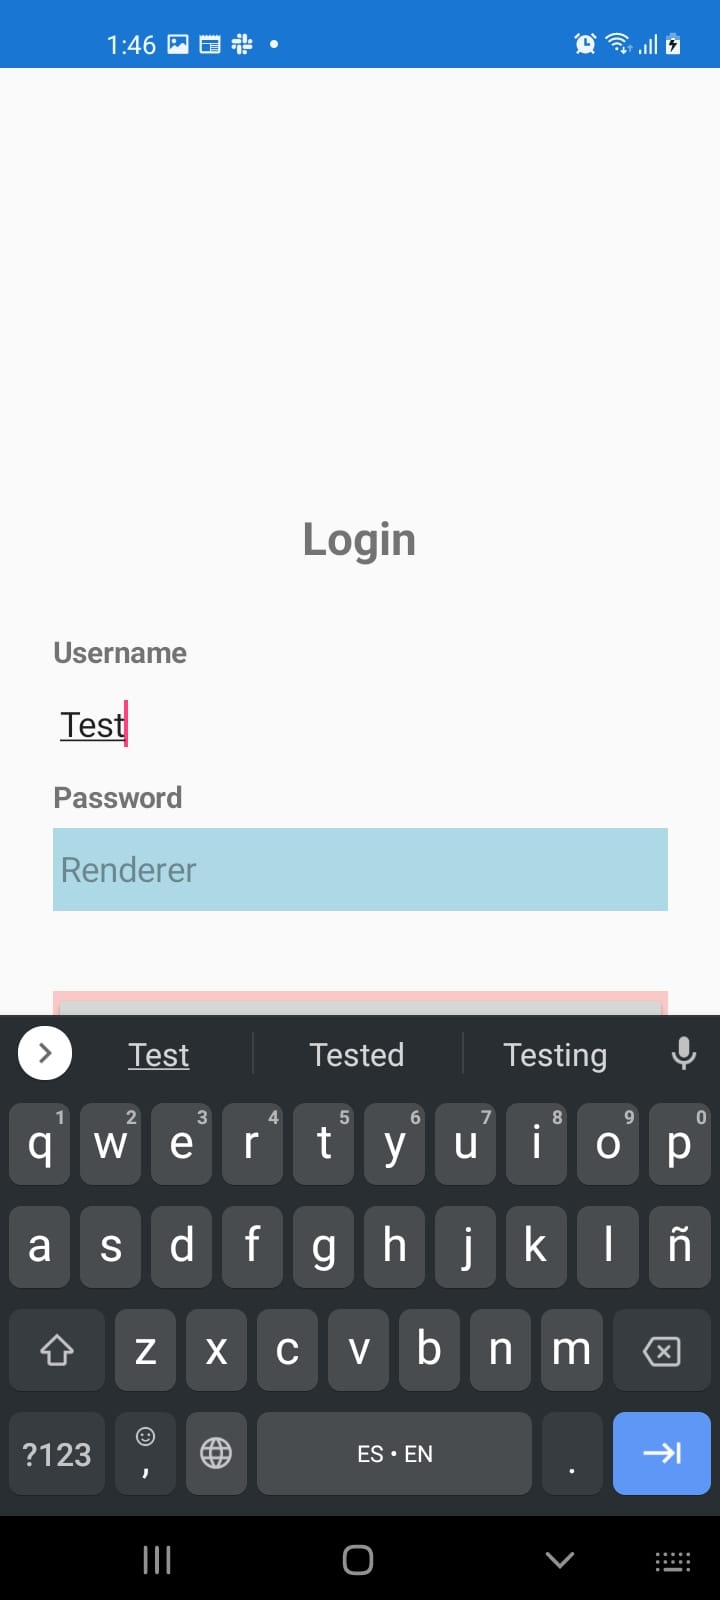 1:46
Login
Username
Test
Password
Renderer
Test Tested Testing
1 2 3 4 5 6 7 8 9 0
q w e r t y u i o p
a s d f g h j k l ñ
z x c v b n m
?123 , ES • EN .